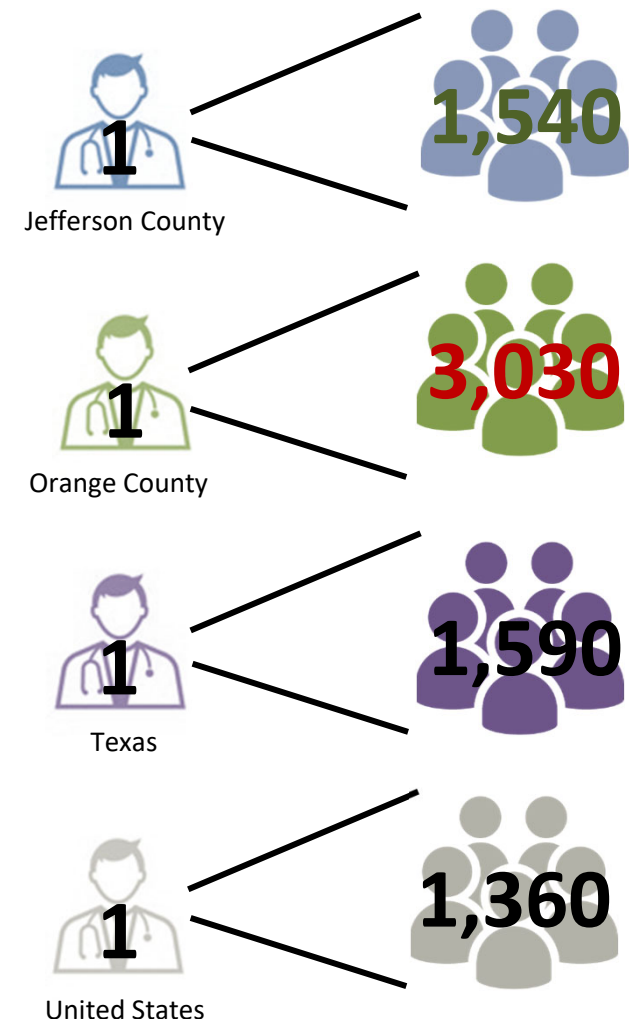 1 1,540
Jefferson County
1 3,030
Orange County
1 1,590
Texas
1 1,360
United States